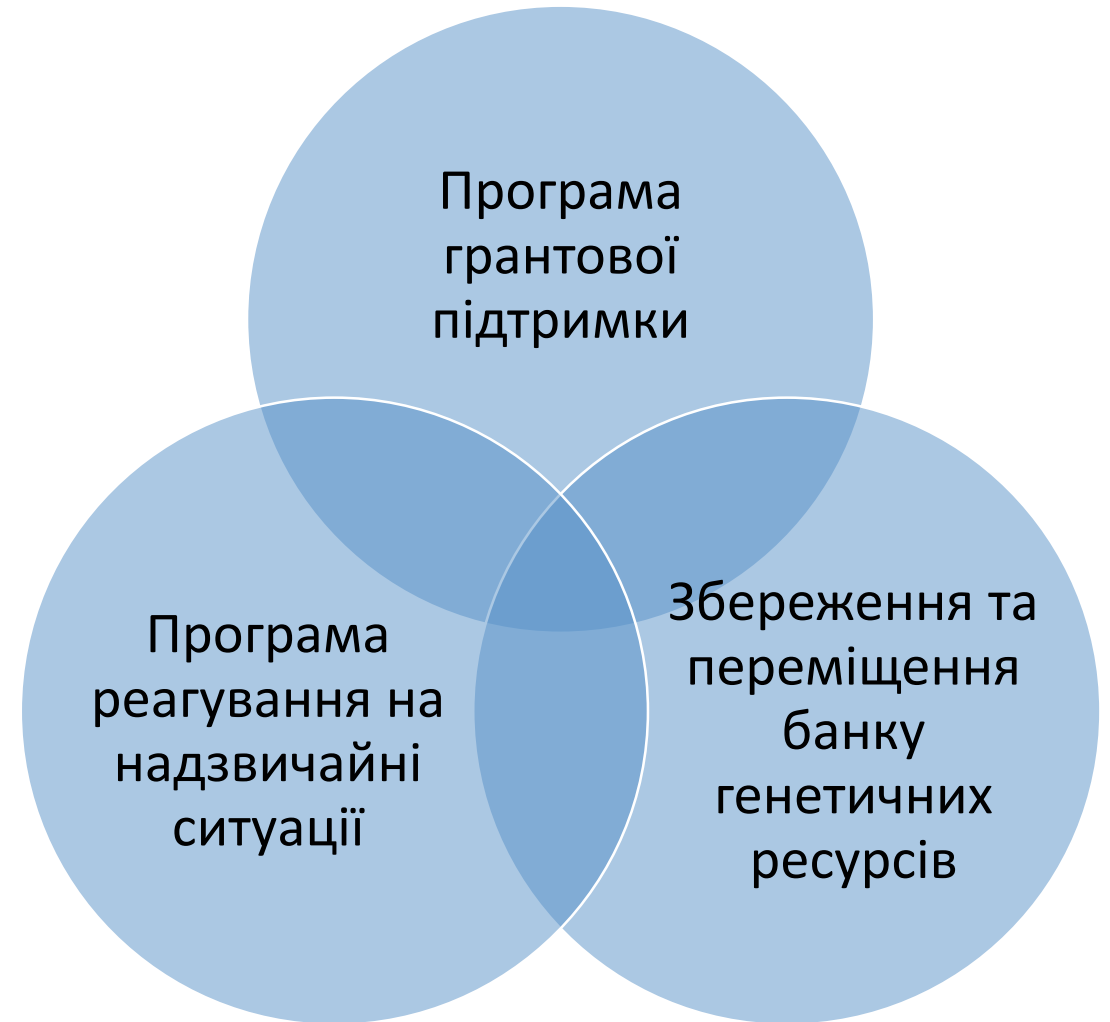 Програма
грантової
підтримки
Програма
реагування на
надзвичайні
ситуації
Збереження та
переміщення
банку
генетичних
ресурсів